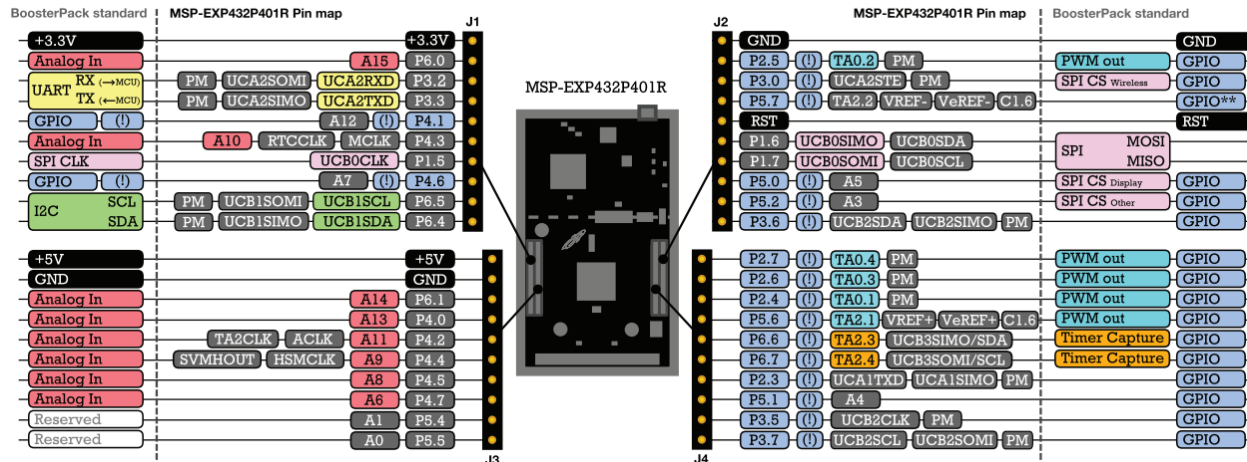 BoosterPack standard MSP-EXP432P401R Pin map J1
+3.3V +3.3V
Analog In A15 P6.0
UART RX (→MCU) PM UCA2SOMI UCA2RXD P3.2
TX (←MCU) PM UCA2SIMO UCA2TXD P3.3
GPIO (!) A12 (!) P4.1
Analog In A10 RTCCLK MCLK P4.3
SPI CLK UCB0CLK P1.5
GPIO (!) A7 (!) P4.6
I2C SCL PM UCB1SOMI UCB1SCL P6.5
SDA PM UCB1SIMO UCB1SDA P6.4
+5V +5V
GND GND
Analog In A14 P6.1
Analog In A13 P4.0
Analog In TA2CLK ACLK A11 P4.2
Analog In SVMHOUT HSMCLK A9 P4.4
Analog In A8 P4.5
Analog In A6 P4.7
Reserved A1 P5.4
Reserved A0 P5.5
J3
MSP-EXP432P401R
J2 MSP-EXP432P401R Pin map BoosterPack standard
GND GND
P2.5 (!) TA0.2 PM PWM out GPIO
P3.0 (!) UCA2STE PM SPI CS Wireless GPIO
P5.7 (!) TA2.2 VREF- VeREF- C1.6 GPIO**
RST RST
P1.6 UCB0SIMO UCB0SDA SPI MOSI
P1.7 UCB0SOMI UCB0SCL MISO
P5.0 (!) A5 SPI CS Display GPIO
P5.2 (!) A3 SPI CS Other GPIO
P3.6 (!) UCB2SDA UCB2SIMO PM GPIO
P2.7 (!) TA0.4 PM PWM out GPIO
P2.6 (!) TA0.3 PM PWM out GPIO
P2.4 (!) TA0.1 PM PWM out GPIO
P5.6 (!) TA2.1 VREF+ VeREF+ C1.6 PWM out GPIO
P6.6 (!) TA2.3 UCB3SIMO/SDA Timer Capture GPIO
P6.7 (!) TA2.4 UCB3SOMI/SCL Timer Capture GPIO
P2.3 (!) UCA1TXD UCA1SIMO PM GPIO
P5.1 (!) A4 GPIO
P3.5 (!) UCB2CLK PM GPIO
P3.7 (!) UCB2SCL UCB2SOMI PM GPIO
J4